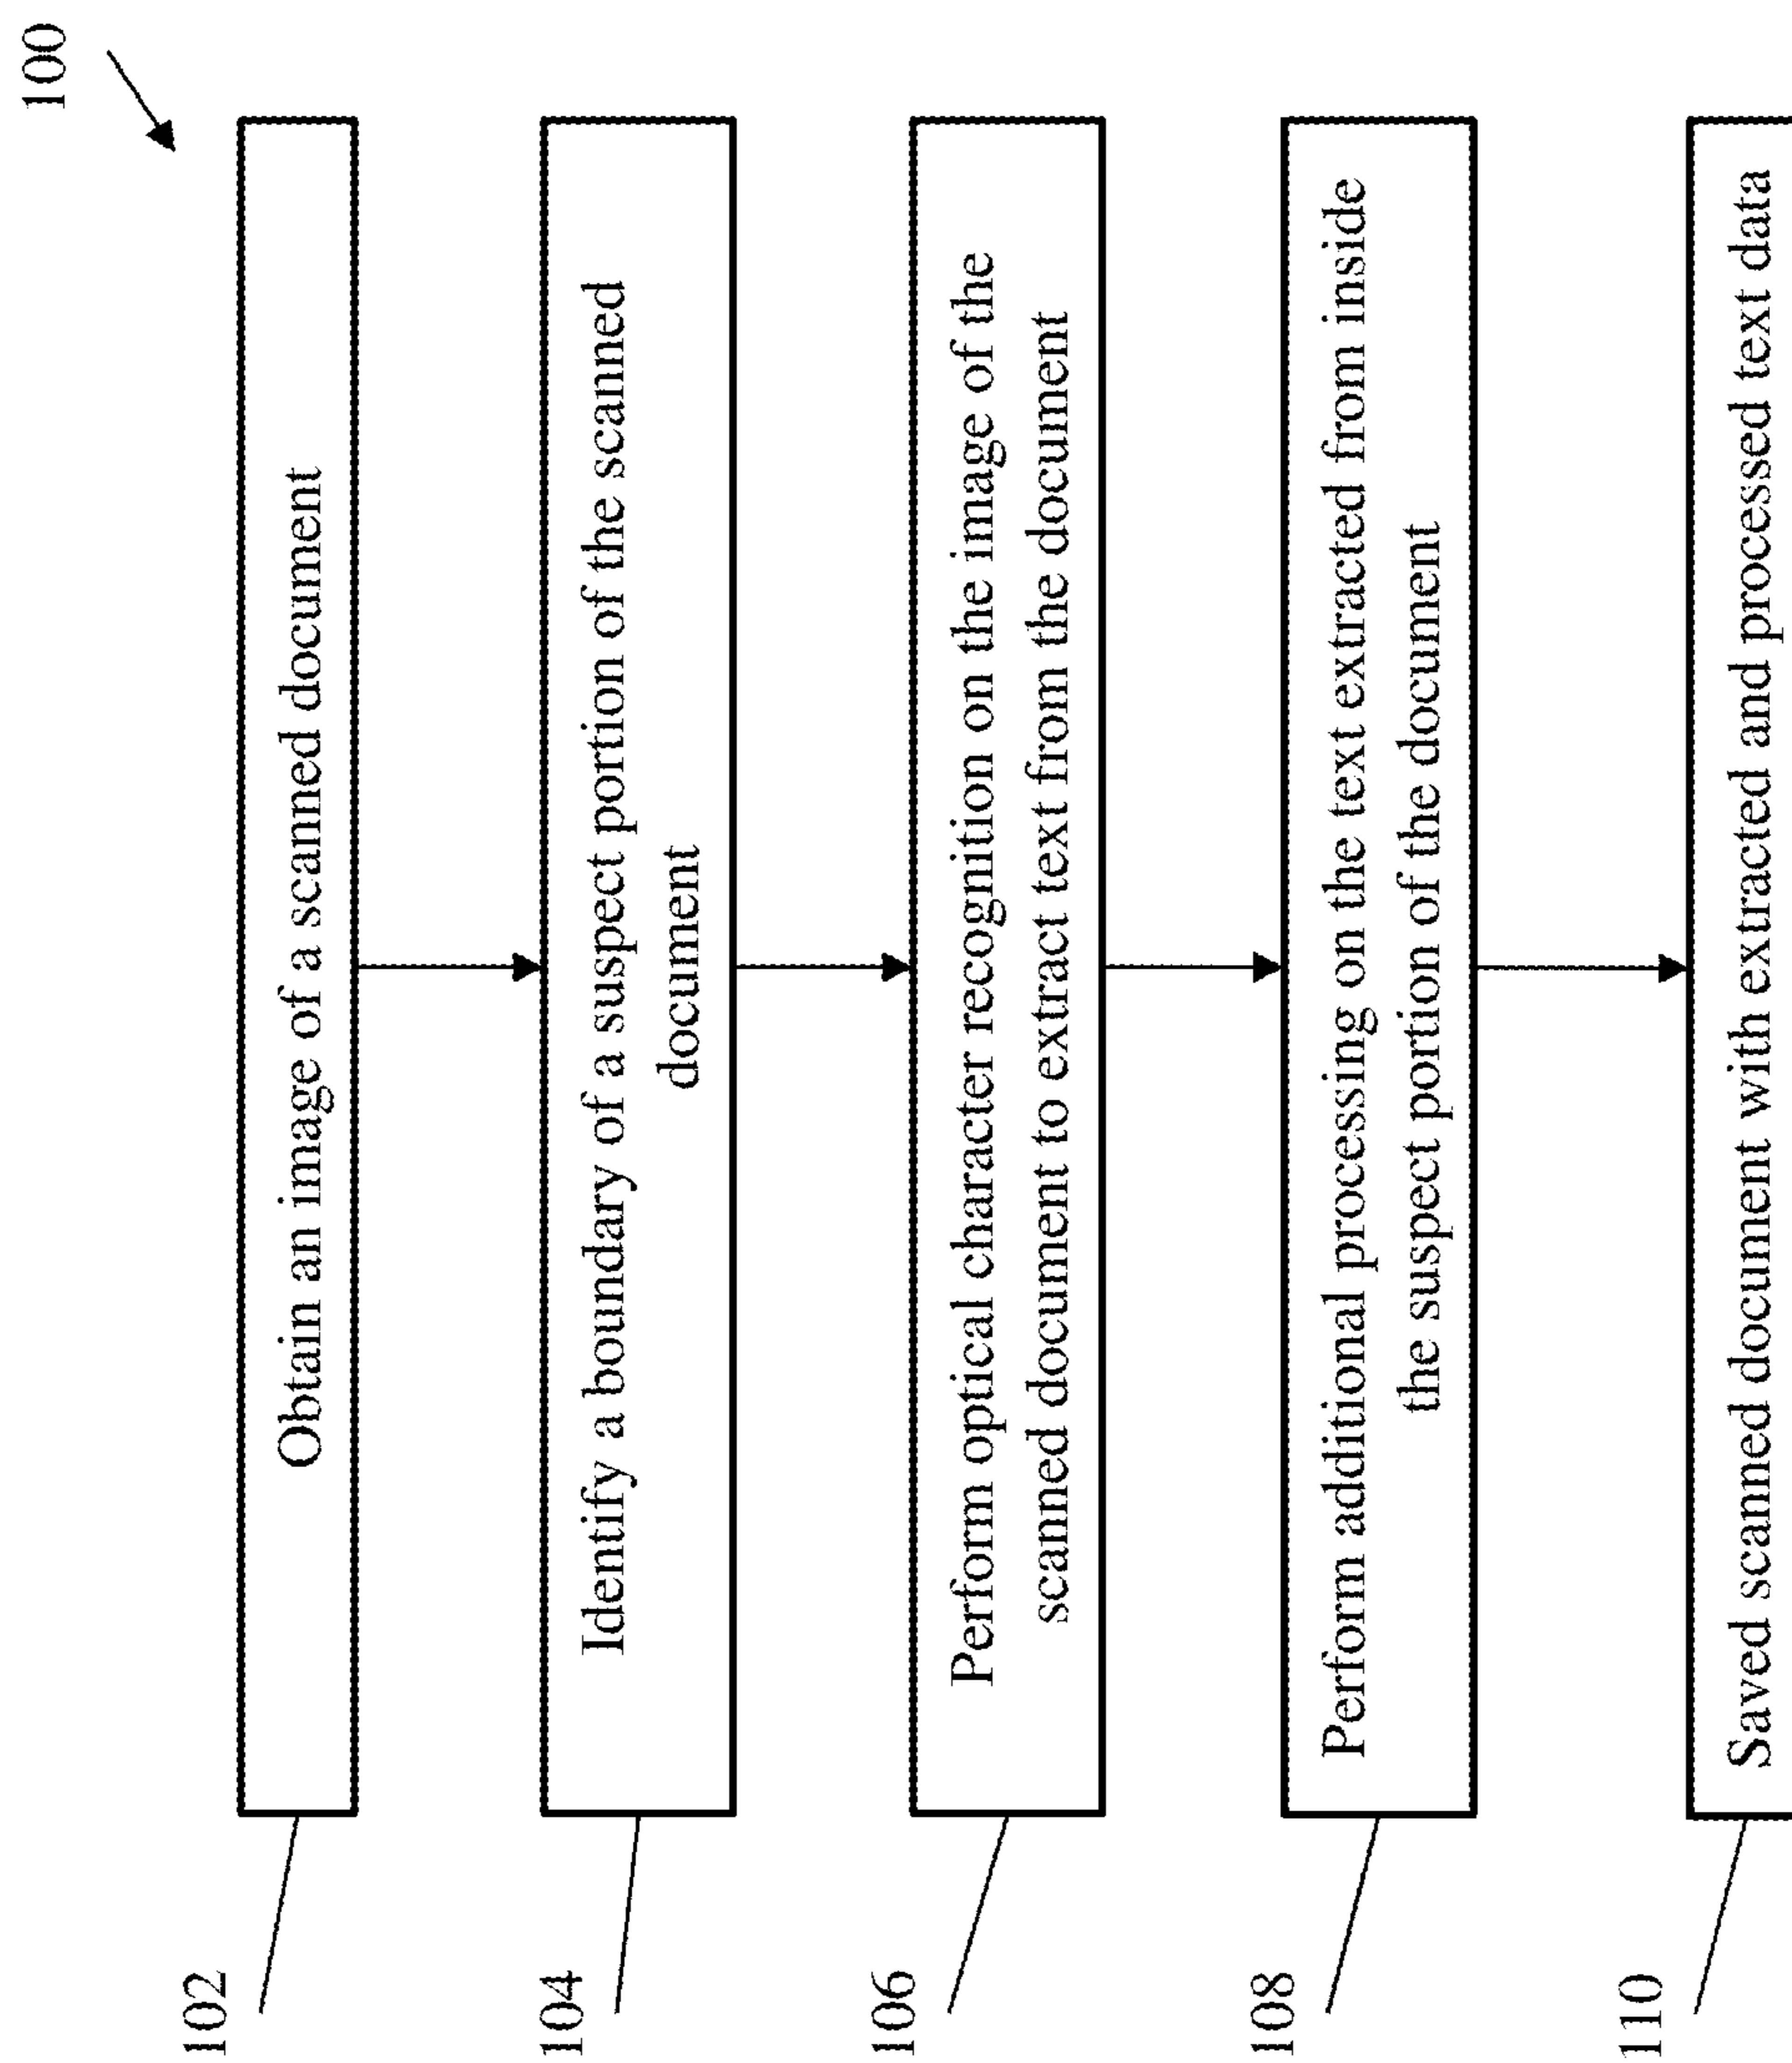 100
102
Obtain an image of a scanned document
104
Identify a boundary of a suspect portion of the scanned
document
106
Perform optical character recognition on the image of the
scanned document to extract text from the document
108
Perform additional processing on the text extracted from inside
the suspect portion of the document
110
Saved scanned document with extracted and processed text data